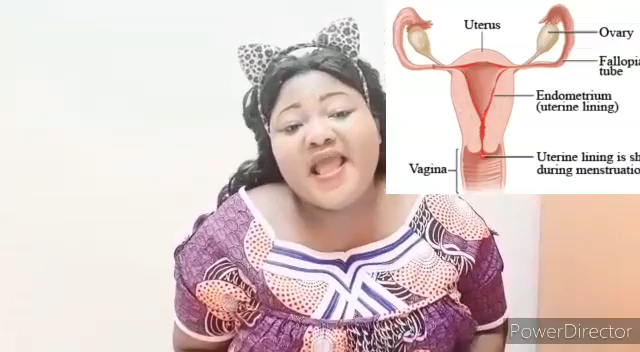 Uterus
Ovary
Fallopia
tube
Endometrium
(uterine lining)
Uterine lining is sh
during menstruatio
Vagina
PowerDirector